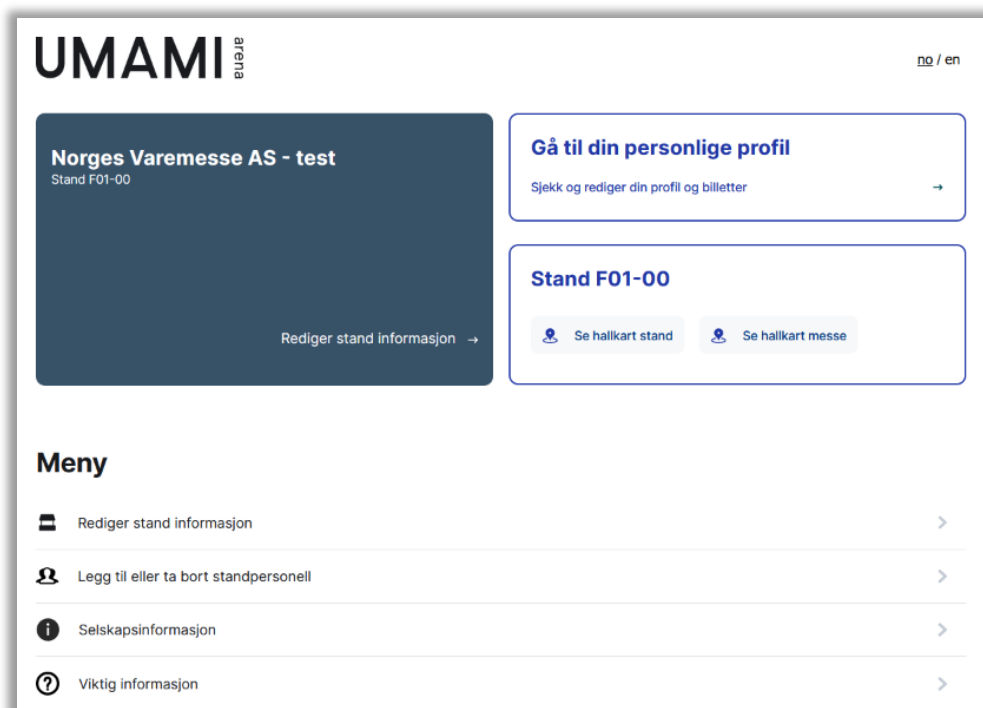 UMAMI arena
no / en
Norges Varemesse AS - test
Stand F01-00
Rediger stand informasjon →
Gå til din personlige profil
Sjekk og rediger din profil og billetter →
Stand F01-00
Se hallkart stand
Se hallkart messe
Meny
Rediger stand informasjon
Legg til eller ta bort standpersonell
Selskapsinformasjon
Viktig informasjon